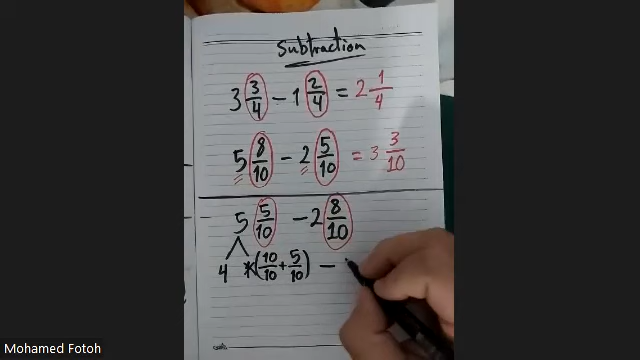 Subtraction
3 3/4 − 1 2/4 = 2 1/4
5 8/10 − 2 5/10 = 3 3/10
5 5/10 − 2 8/10
4 (10/10 + 5/10) −
Mohamed Fotoh